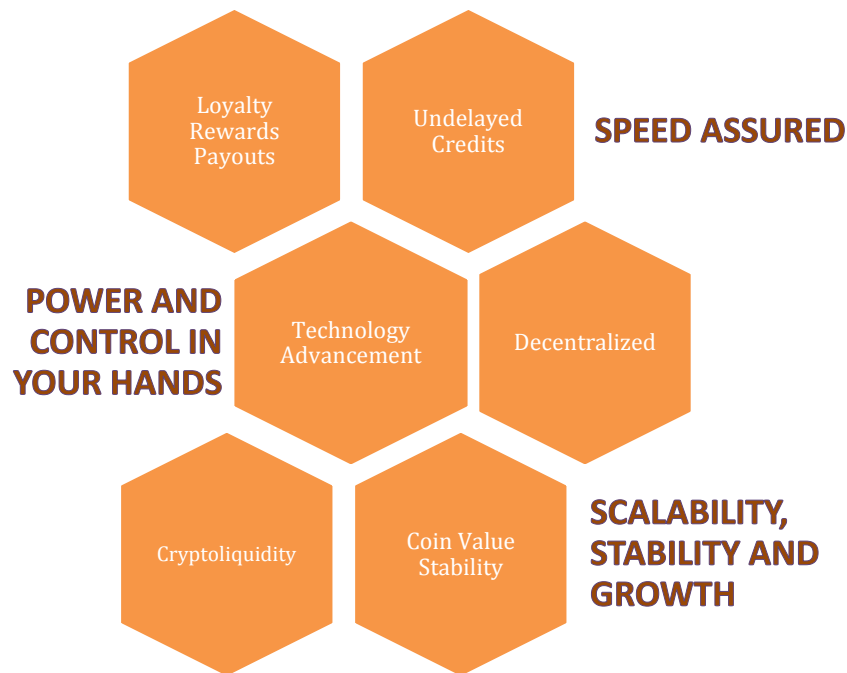 Loyalty
Rewards
Payouts
Undelayed
Credits
SPEED ASSURED
POWER AND
CONTROL IN
YOUR HANDS
Technology
Advancement
Decentralized
Cryptoliquidity
Coin Value
Stability
SCALABILITY,
STABILITY AND
GROWTH